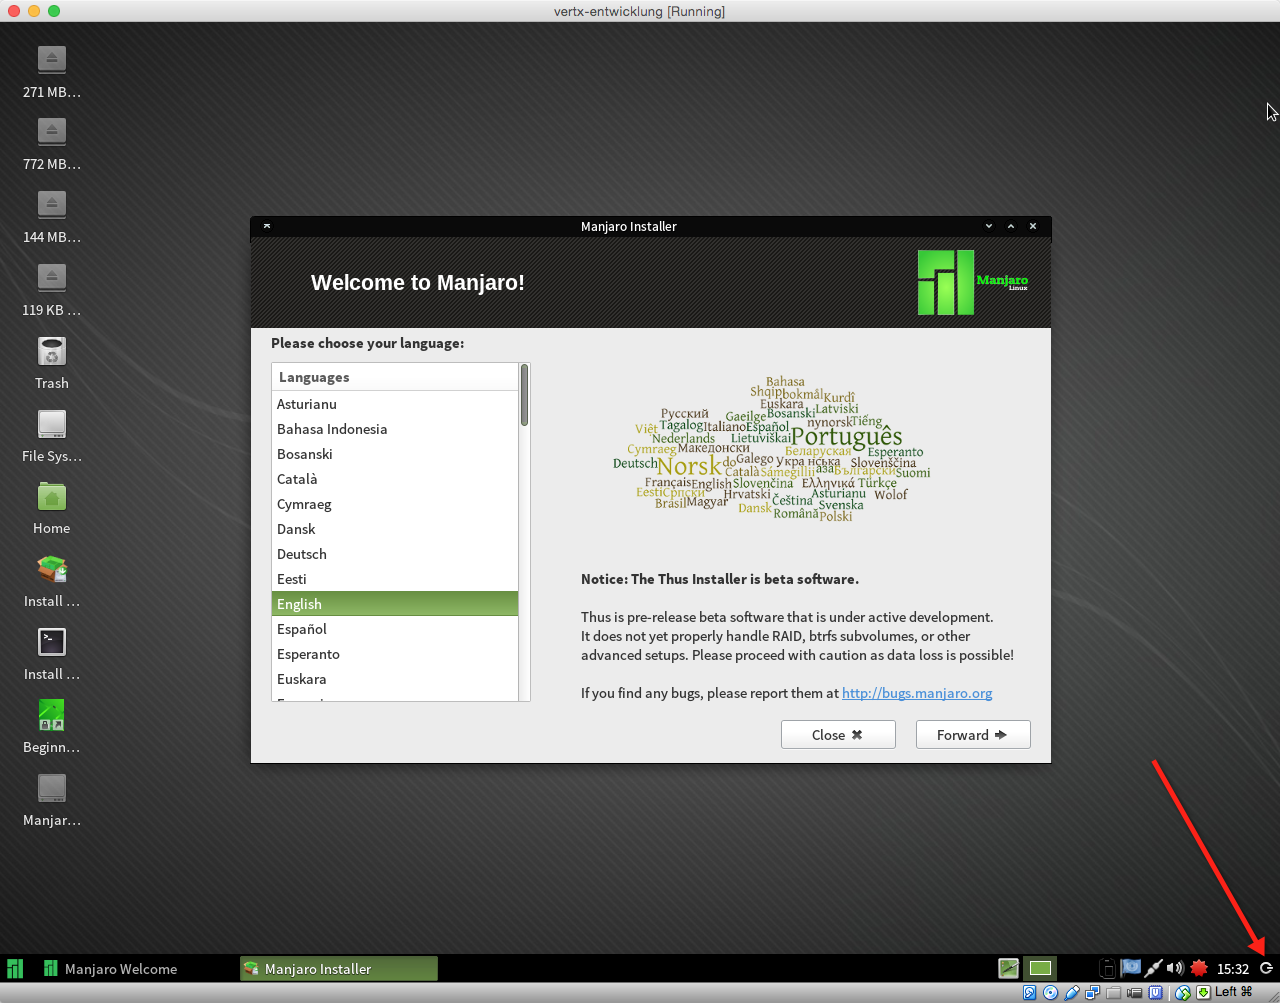 vertx-entwicklung [Running]
271 MB...
772 MB...
144 MB...
119 KB ...
Trash
File Sys...
Home
Install ...
Install ...
Beginn...
Manjar...
Manjaro Installer
Welcome to Manjaro!
Manjaro
Linux
Please choose your language:
Languages
Asturianu
Bahasa Indonesia
Bosanski
Català
Cymraeg
Dansk
Deutsch
Eesti
English
Español
Esperanto
Euskara
Bahasa
Shqip bokmål Kurdî
Euskara Latviski
Русский Gaeilge Bosanski
Việt Tagalog Italiano Español nynorsk Tiếng
Nederlands Lietuviškai Português
Cymraeg Македонски Беларуская Esperanto
Deutsch Norsk do Galego Укра нська Slovenščina
Català Sámegillii аза Български Suomi
Français English Slovenčina Ελληνικά Türkçe
Eesti Српски Hrvatski Čeština Asturianu Wolof
Brasil Magyar Dansk Svenska
Română Polski
Notice: The Thus Installer is beta software.
Thus is pre-release beta software that is under active development.
It does not yet properly handle RAID, btrfs subvolumes, or other
advanced setups. Please proceed with caution as data loss is possible!
If you find any bugs, please report them at http://bugs.manjaro.org
Close
Forward
Manjaro Welcome
Manjaro Installer
15:32
Left ⌘